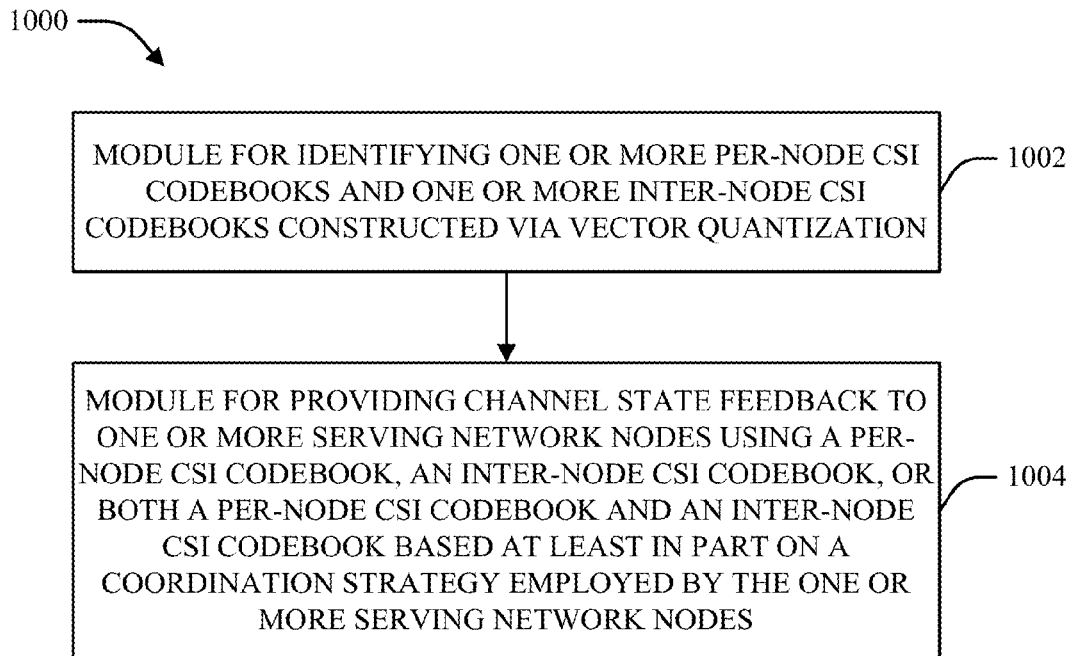 1000
MODULE FOR IDENTIFYING ONE OR MORE PER-NODE CSI
CODEBOOKS AND ONE OR MORE INTER-NODE CSI
CODEBOOKS CONSTRUCTED VIA VECTOR QUANTIZATION
1002
MODULE FOR PROVIDING CHANNEL STATE FEEDBACK TO
ONE OR MORE SERVING NETWORK NODES USING A PER-
NODE CSI CODEBOOK, AN INTER-NODE CSI CODEBOOK, OR
BOTH A PER-NODE CSI CODEBOOK AND AN INTER-NODE
CSI CODEBOOK BASED AT LEAST IN PART ON A
COORDINATION STRATEGY EMPLOYED BY THE ONE OR
MORE SERVING NETWORK NODES
1004